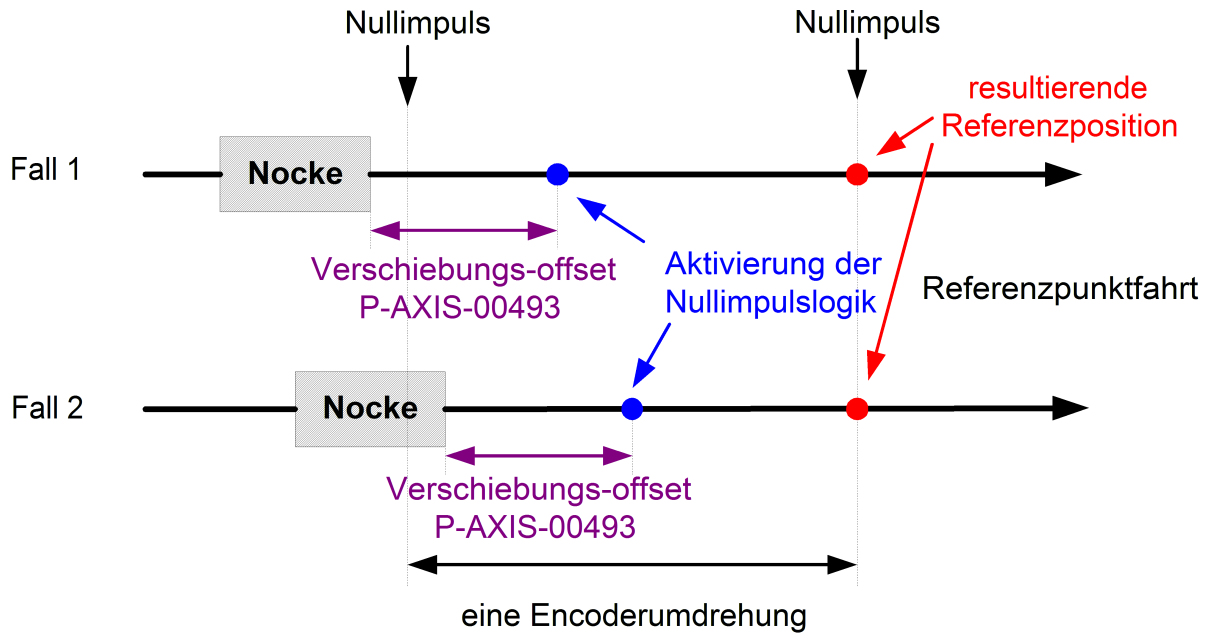 Nullimpuls
Nullimpuls
resultierende
Referenzposition
Fall 1
Nocke
Verschiebungs-offset
P-AXIS-00493
Aktivierung der
Nullimpulslogik
Referenzpunktfahrt
Fall 2
Nocke
Verschiebungs-offset
P-AXIS-00493
eine Encoderumdrehung